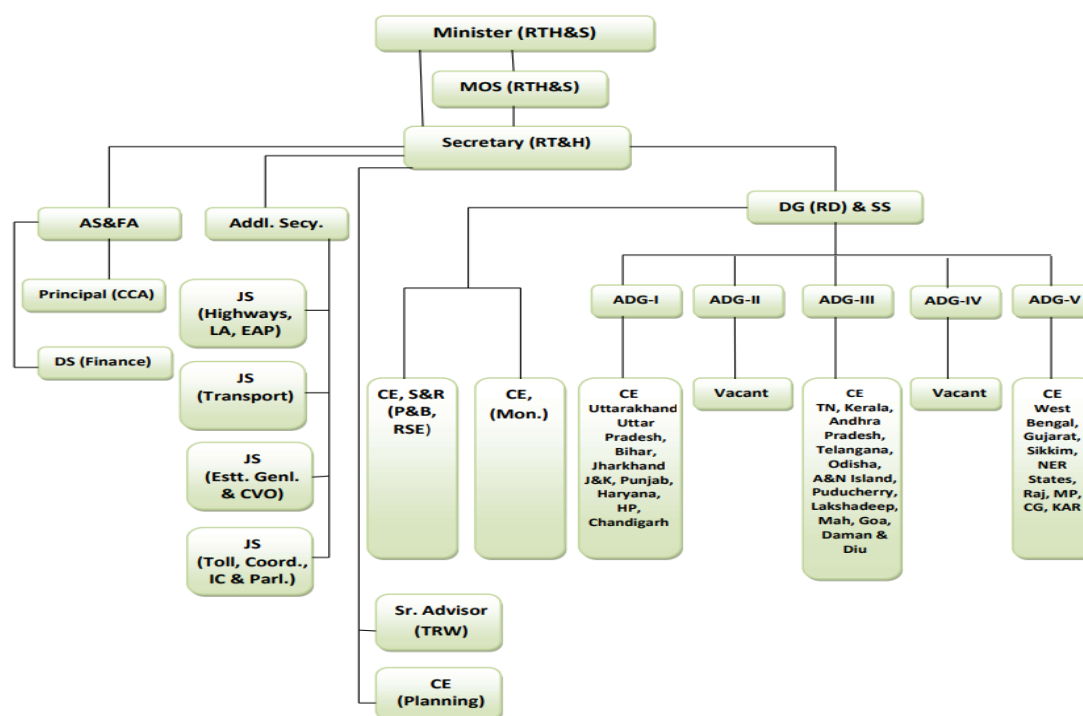 Minister (RTH&S)
MOS (RTH&S)
Secretary (RT&H)
AS&FA
Addl. Secy.
DG (RD) & SS
Principal (CCA)
DS (Finance)
JS
(Highways,
LA, EAP)
JS
(Transport)
JS
(Estt. Genl.
& CVO)
JS
(Toll, Coord.,
IC & Parl.)
ADG-I
ADG-II
ADG-III
ADG-IV
ADG-V
CE, S&R
(P&B,
RSE)
CE,
(Mon.)
CE
Uttarakhand
Uttar
Pradesh,
Bihar,
Jharkhand
J&K, Punjab,
Haryana,
HP,
Chandigarh
Vacant
CE
TN, Kerala,
Andhra
Pradesh,
Telangana,
Odisha,
A&N Island,
Puducherry,
Lakshadeep,
Mah, Goa,
Daman &
Diu
Vacant
CE
West
Bengal,
Gujarat,
Sikkim,
NER
States,
Raj, MP,
CG, KAR
Sr. Advisor
(TRW)
CE
(Planning)